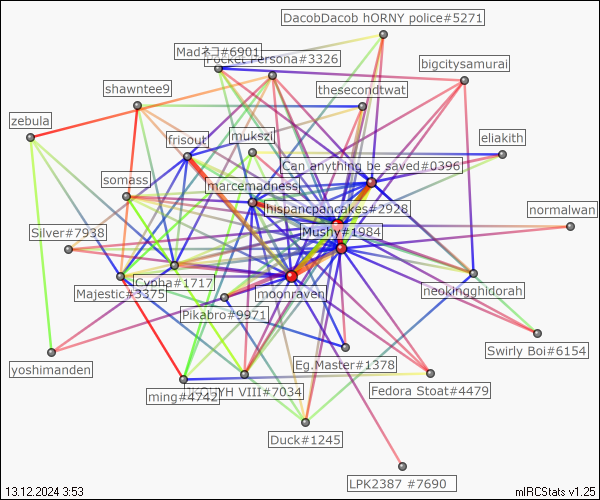 DacobDacob hORNY police#5271
Madネコ#6901
Pocket Persona#3326
bigcitysamurai
shawntee9
thesecondtwat
zebula
frisout
mukszi
eliakith
Can anything be saved#0396
somass
marcemadness
hispancpancakes#2928
normalwan
Silver#7938
Mushy#1984
Cypha#1717
Majestic#3375
moonraven
neokingghidorah
Pikabro#9971
Swirly Boi#6154
yoshimanden
Eg.Master#1378
VIII#7034
ming#4742
Fedora Stoat#4479
Duck#1245
LPK2387 #7690
13.12.2024 3:53
mIRCStats v1.25